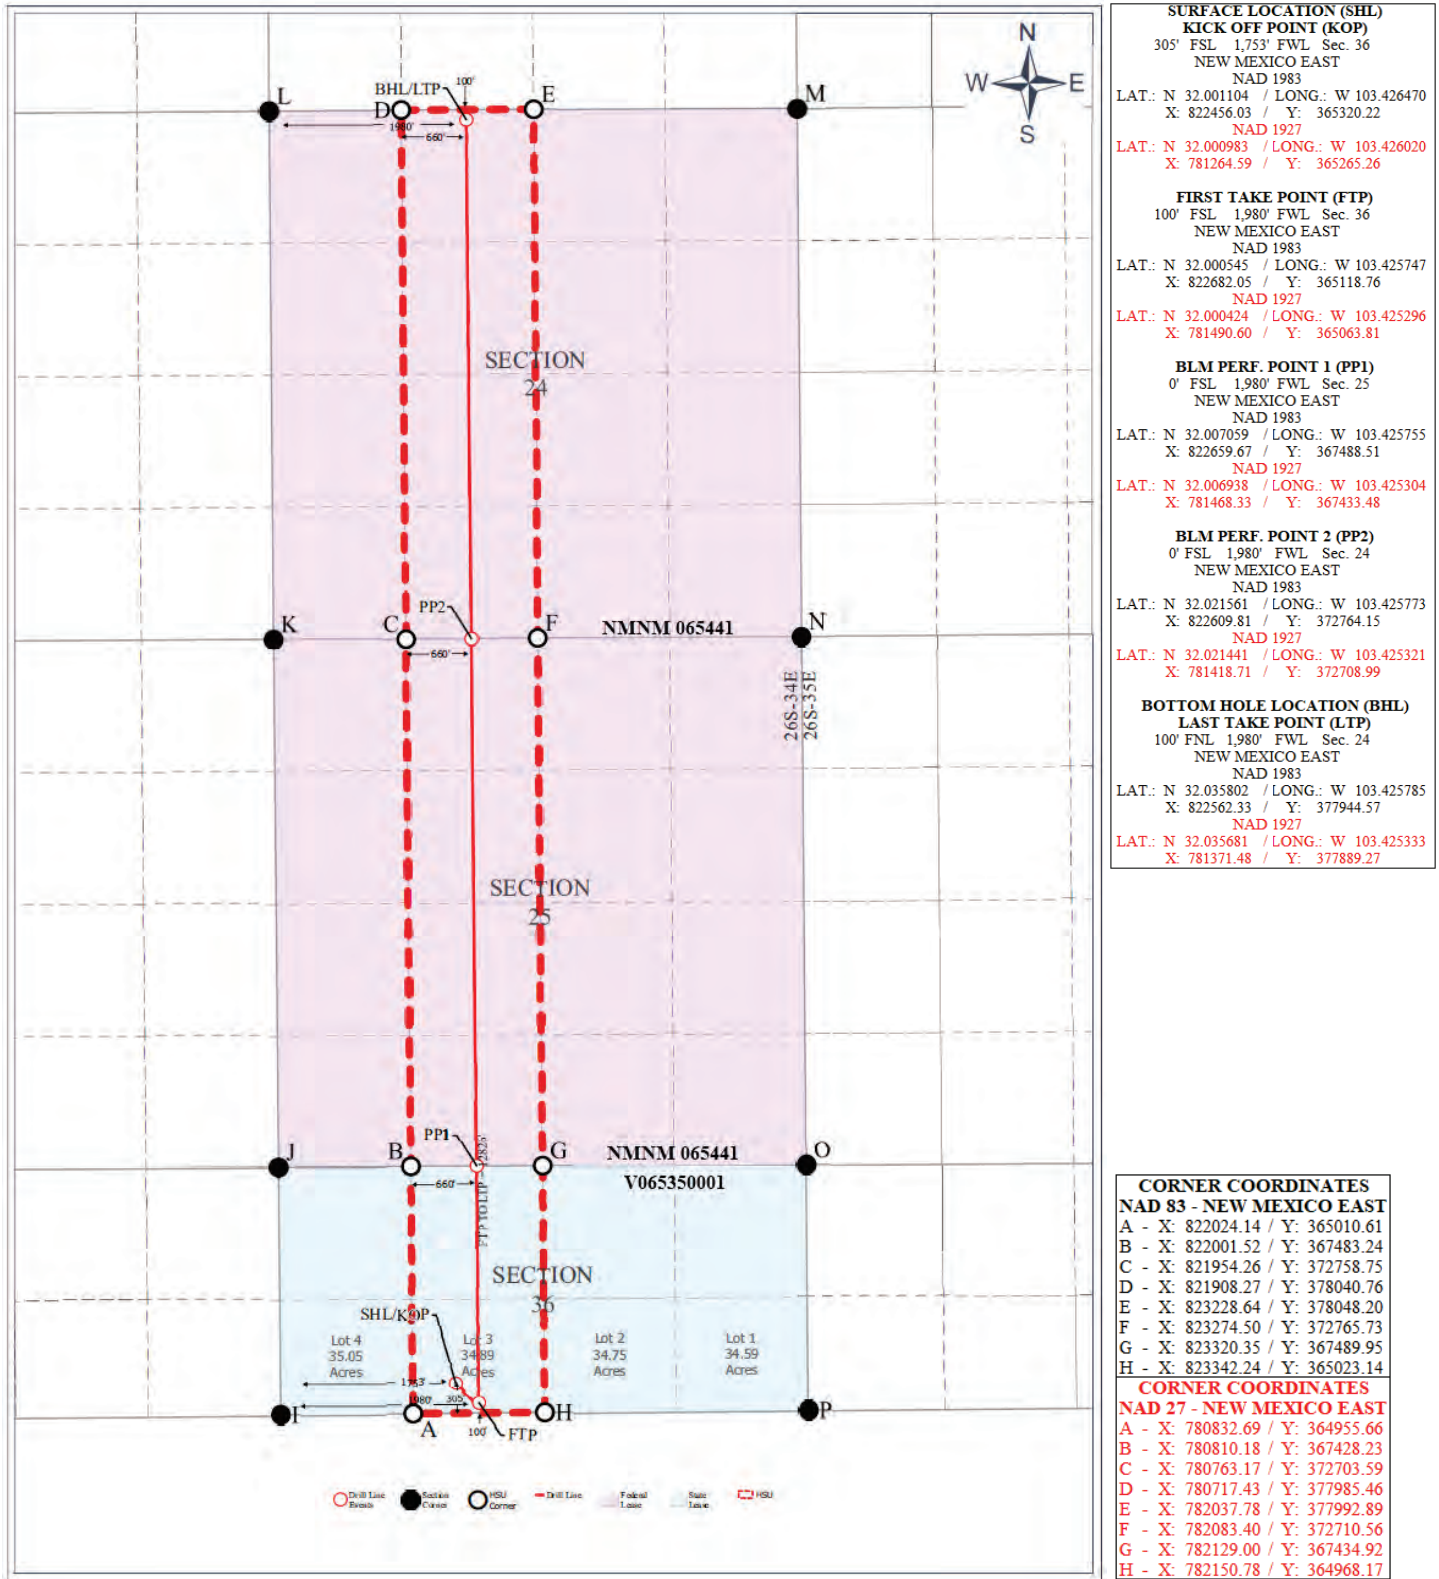 N
W E
S
L
BHL/LTP
100'
D
E
M
1980'
660'
SECTION
24
K
PP2
C
F
NMNM 065441
N
660'
26S-34E
26S-35E
SECTION
25
J
PP1
B
G
NMNM 065441
O
V065350001
660'
FTP TO LTP
SECTION
36
SHL/KOP
Lot 4
35.05
Acres
Lot 3
34.89
Acres
Lot 2
34.75
Acres
Lot 1
34.59
Acres
1753'
1980'
305'
I
A
100'
FTP
H
P
Drill Line
Events
Section
Corner
HSU
Corner
Drill Line
Federal
Lease
State
Lease
HSU
SURFACE LOCATION (SHL)
KICK OFF POINT (KOP)
305' FSL 1,753' FWL Sec. 36
NEW MEXICO EAST
NAD 1983
LAT.: N 32.001104 / LONG.: W 103.426470
X: 822456.03 / Y: 365320.22
NAD 1927
LAT.: N 32.000983 / LONG.: W 103.426020
X: 781264.59 / Y: 365265.26
FIRST TAKE POINT (FTP)
100' FSL 1,980' FWL Sec. 36
NEW MEXICO EAST
NAD 1983
LAT.: N 32.000545 / LONG.: W 103.425747
X: 822682.05 / Y: 365118.76
NAD 1927
LAT.: N 32.000424 / LONG.: W 103.425296
X: 781490.60 / Y: 365063.81
BLM PERF. POINT 1 (PP1)
0' FSL 1,980' FWL Sec. 25
NEW MEXICO EAST
NAD 1983
LAT.: N 32.007059 / LONG.: W 103.425755
X: 822659.67 / Y: 367488.51
NAD 1927
LAT.: N 32.006938 / LONG.: W 103.425304
X: 781468.33 / Y: 367433.48
BLM PERF. POINT 2 (PP2)
0' FSL 1,980' FWL Sec. 24
NEW MEXICO EAST
NAD 1983
LAT.: N 32.021561 / LONG.: W 103.425773
X: 822609.81 / Y: 372764.15
NAD 1927
LAT.: N 32.021441 / LONG.: W 103.425321
X: 781418.71 / Y: 372708.99
BOTTOM HOLE LOCATION (BHL)
LAST TAKE POINT (LTP)
100' FNL 1,980' FWL Sec. 24
NEW MEXICO EAST
NAD 1983
LAT.: N 32.035802 / LONG.: W 103.425785
X: 822562.33 / Y: 377944.57
NAD 1927
LAT.: N 32.035681 / LONG.: W 103.425333
X: 781371.48 / Y: 377889.27
CORNER COORDINATES
NAD 83 - NEW MEXICO EAST
A - X: 822024.14 / Y: 365010.61
B - X: 822001.52 / Y: 367483.24
C - X: 821954.26 / Y: 372758.75
D - X: 821908.27 / Y: 378040.76
E - X: 823228.64 / Y: 378048.20
F - X: 823274.50 / Y: 372765.73
G - X: 823320.35 / Y: 367489.95
H - X: 823342.24 / Y: 365023.14
CORNER COORDINATES
NAD 27 - NEW MEXICO EAST
A - X: 780832.69 / Y: 364955.66
B - X: 780810.18 / Y: 367428.23
C - X: 780763.17 / Y: 372703.59
D - X: 780717.43 / Y: 377985.46
E - X: 782037.78 / Y: 377992.89
F - X: 782083.40 / Y: 372710.56
G - X: 782129.00 / Y: 367434.92
H - X: 782150.78 / Y: 364968.17